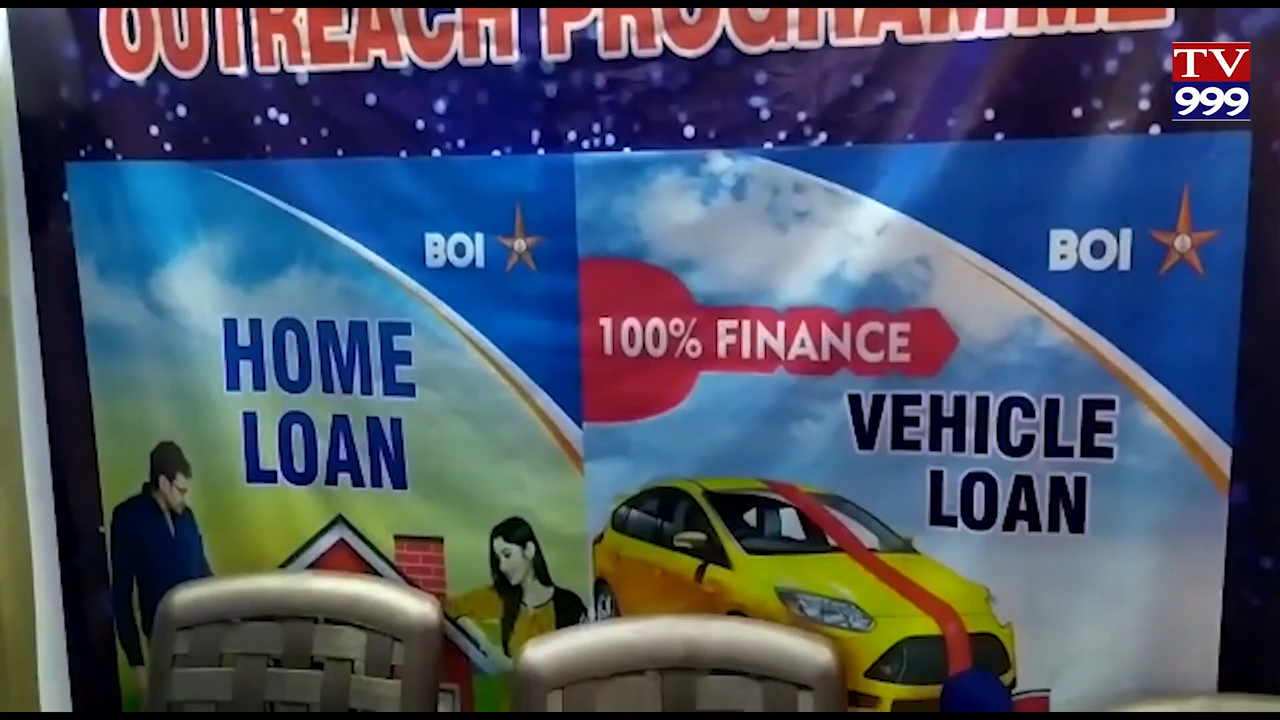 OUTREACH PROGRAMME
TV
999
BOI
HOME
LOAN
BOI
100% FINANCE
VEHICLE
LOAN